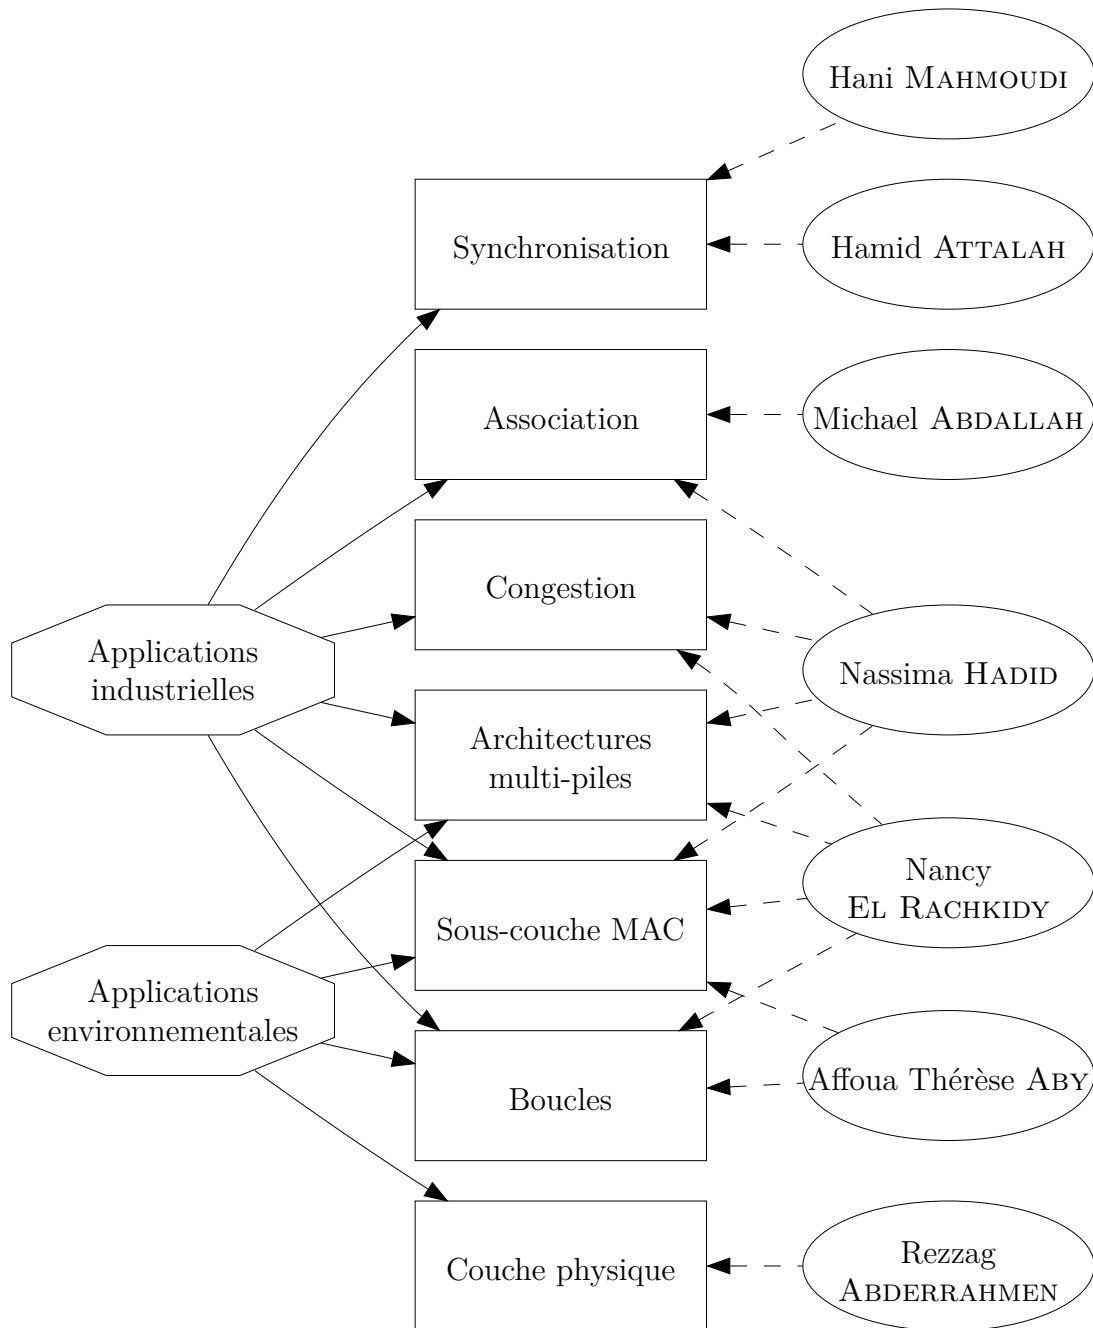 Hani MAHMOUDI
Synchronisation
Hamid ATTALAH
Association
Michael ABDALLAH
Congestion
Applications
industrielles
Nassima HADID
Architectures
multi-piles
Nancy
EL RACHKIDY
Sous-couche MAC
Applications
environnementales
Affoua Thérèse ABY
Boucles
Couche physique
Rezzag
ABDERRAHMEN